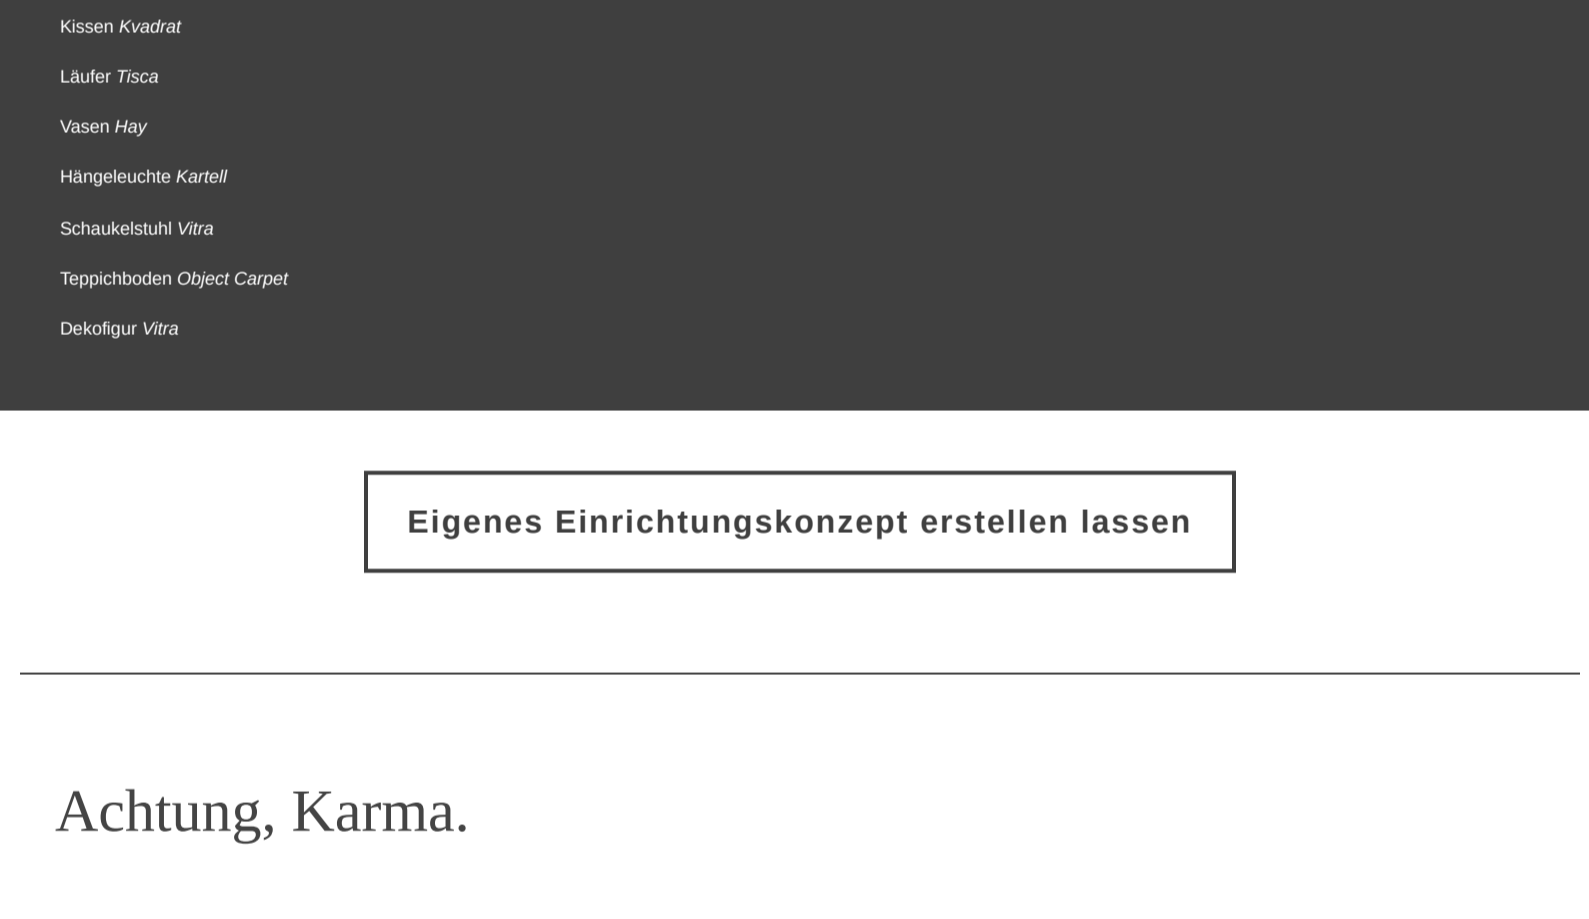 Kissen Kvadrat
Läufer Tisca
Vasen Hay
Hängeleuchte Kartell
Schaukelstuhl Vitra
Teppichboden Object Carpet
Dekofigur Vitra
Eigenes Einrichtungskonzept erstellen lassen
Achtung, Karma.